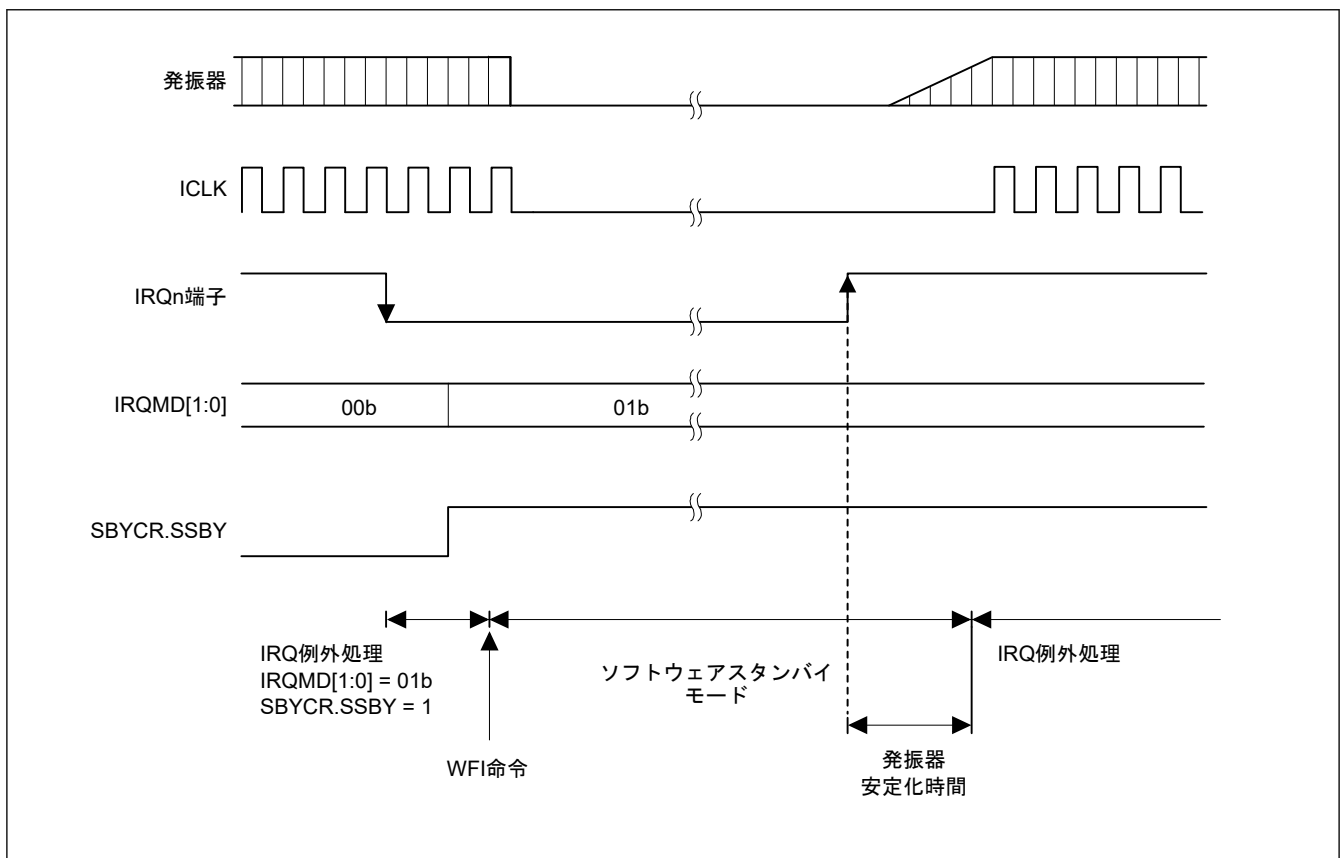 発振器
ICLK
IRQn端子
IRQMD[1:0]
00b
01b
SBYCR.SSBY
IRQ例外処理
IRQMD[1:0] = 01b
SBYCR.SSBY = 1
WFI命令
ソフトウェアスタンバイ
モード
IRQ例外処理
発振器
安定化時間